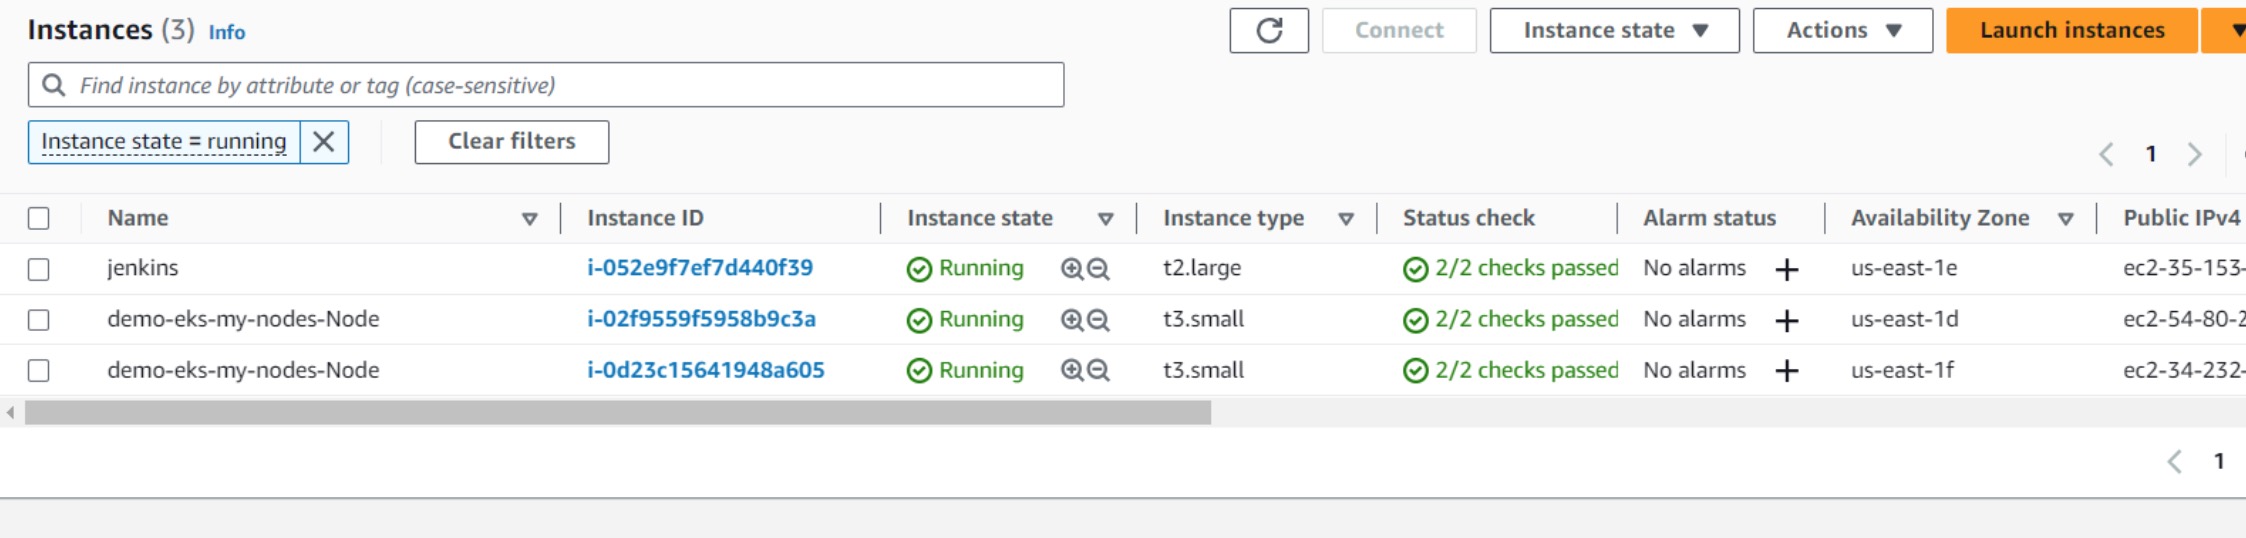 Instances (3) Info
Connect Instance state Actions Launch instances
Find instance by attribute or tag (case-sensitive)
Instance state = running Clear filters
1
Name Instance ID Instance state Instance type Status check Alarm status Availability Zone Public IPv4
jenkins i-052e9f7ef7d440f39 Running t2.large 2/2 checks passed No alarms us-east-1e ec2-35-153-
demo-eks-my-nodes-Node i-02f9559f5958b9c3a Running t3.small 2/2 checks passed No alarms us-east-1d ec2-54-80-2
demo-eks-my-nodes-Node i-0d23c15641948a605 Running t3.small 2/2 checks passed No alarms us-east-1f ec2-34-232-
1